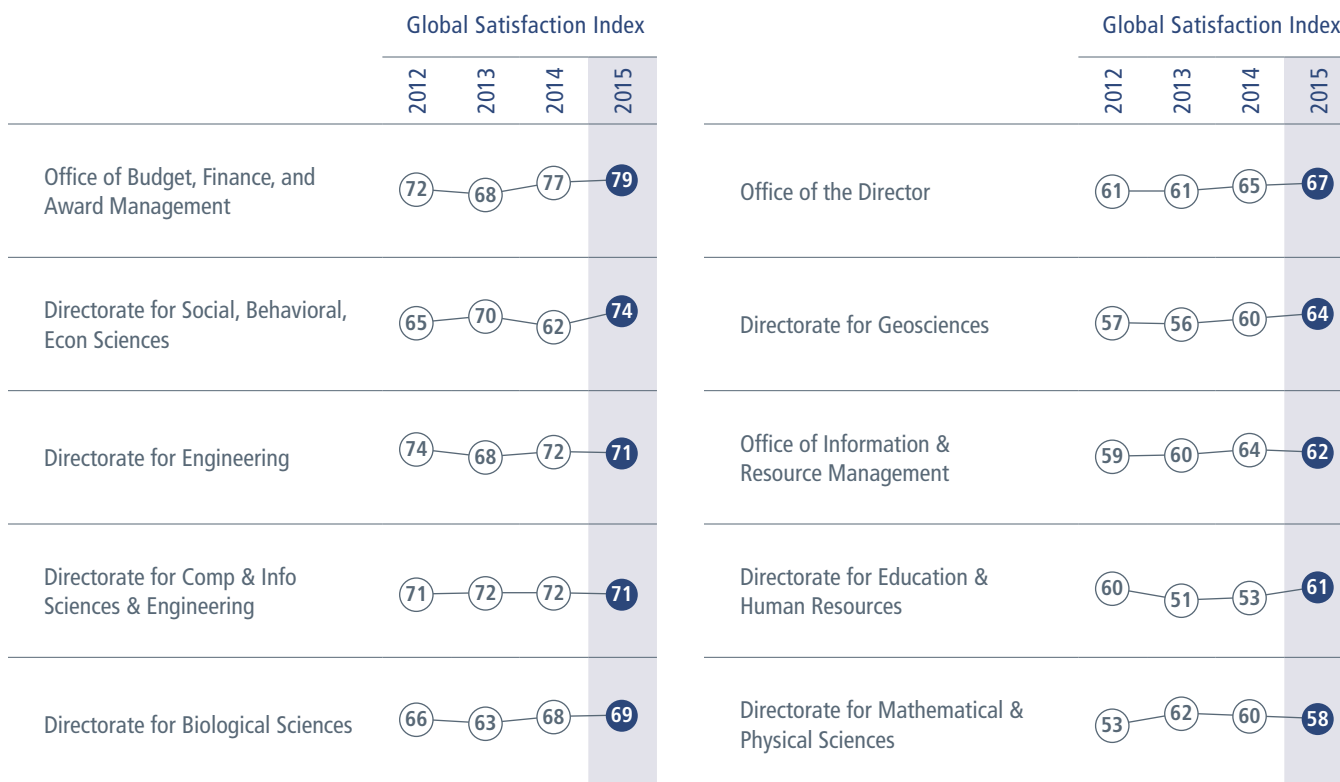 Global Satisfaction Index
2012 2013 2014 2015
Office of Budget, Finance, and
Award Management
72 68 77 79
Directorate for Social, Behavioral,
Econ Sciences
65 70 62 74
Directorate for Engineering
74 68 72 71
Directorate for Comp & Info
Sciences & Engineering
71 72 72 71
Directorate for Biological Sciences
66 63 68 69
Global Satisfaction Index
2012 2013 2014 2015
Office of the Director
61 61 65 67
Directorate for Geosciences
57 56 60 64
Office of Information &
Resource Management
59 60 64 62
Directorate for Education &
Human Resources
60 51 53 61
Directorate for Mathematical &
Physical Sciences
53 62 60 58